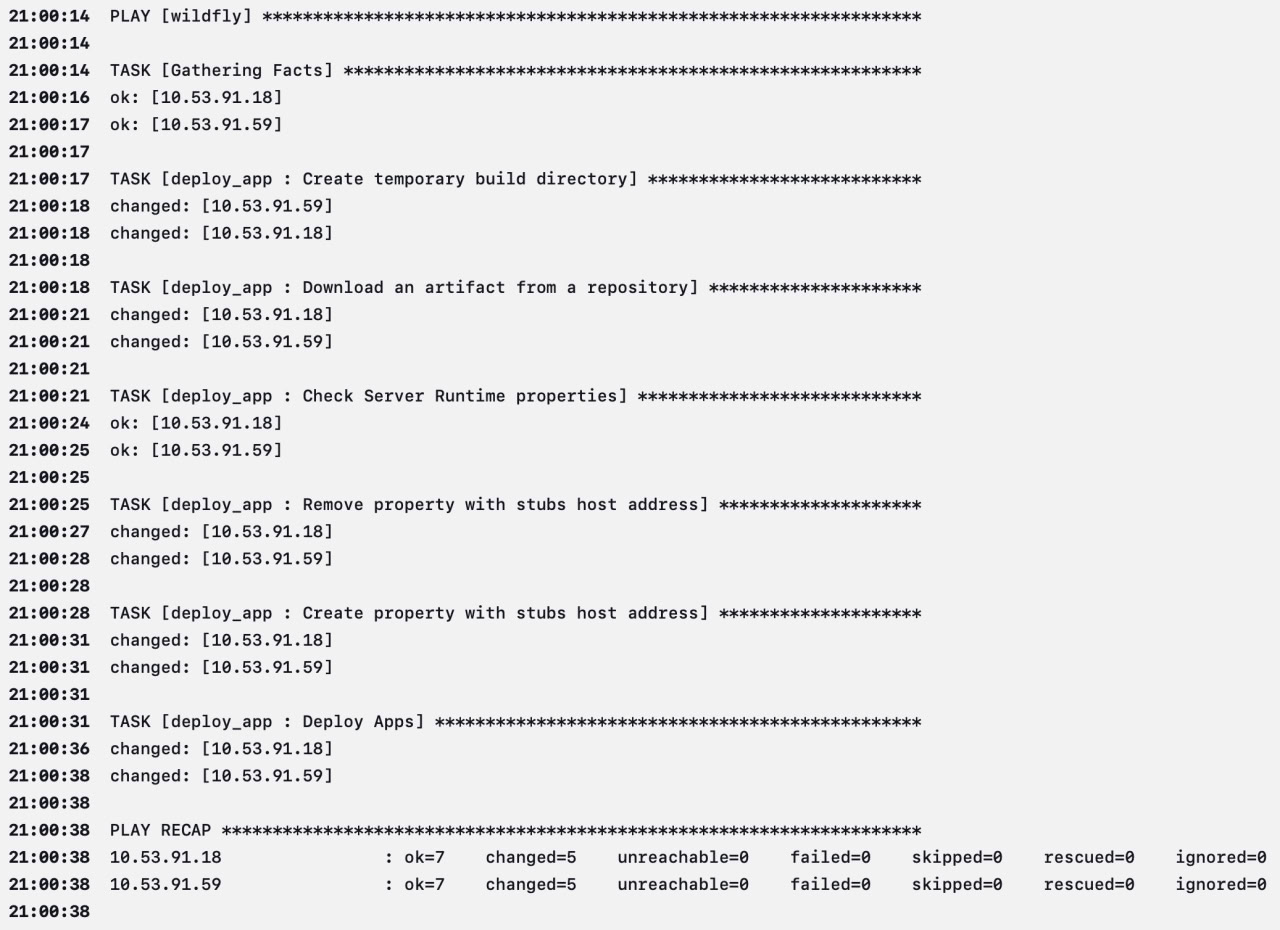 21:00:14 PLAY [wildfly] *****************************************************************
21:00:14
21:00:14 TASK [Gathering Facts] *********************************************************
21:00:16 ok: [10.53.91.18]
21:00:17 ok: [10.53.91.59]
21:00:17
21:00:17 TASK [deploy_app : Create temporary build directory] ***************************
21:00:18 changed: [10.53.91.59]
21:00:18 changed: [10.53.91.18]
21:00:18
21:00:18 TASK [deploy_app : Download an artifact from a repository] *********************
21:00:21 changed: [10.53.91.18]
21:00:21 changed: [10.53.91.59]
21:00:21
21:00:21 TASK [deploy_app : Check Server Runtime properties] ****************************
21:00:24 ok: [10.53.91.18]
21:00:25 ok: [10.53.91.59]
21:00:25
21:00:25 TASK [deploy_app : Remove property with stubs host address] ********************
21:00:27 changed: [10.53.91.18]
21:00:28 changed: [10.53.91.59]
21:00:28
21:00:28 TASK [deploy_app : Create property with stubs host address] ********************
21:00:31 changed: [10.53.91.18]
21:00:31 changed: [10.53.91.59]
21:00:31
21:00:31 TASK [deploy_app : Deploy Apps] ************************************************
21:00:36 changed: [10.53.91.18]
21:00:38 changed: [10.53.91.59]
21:00:38
21:00:38 PLAY RECAP *********************************************************************
21:00:38 10.53.91.18 : ok=7 changed=5 unreachable=0 failed=0 skipped=0 rescued=0 ignored=0
21:00:38 10.53.91.59 : ok=7 changed=5 unreachable=0 failed=0 skipped=0 rescued=0 ignored=0
21:00:38